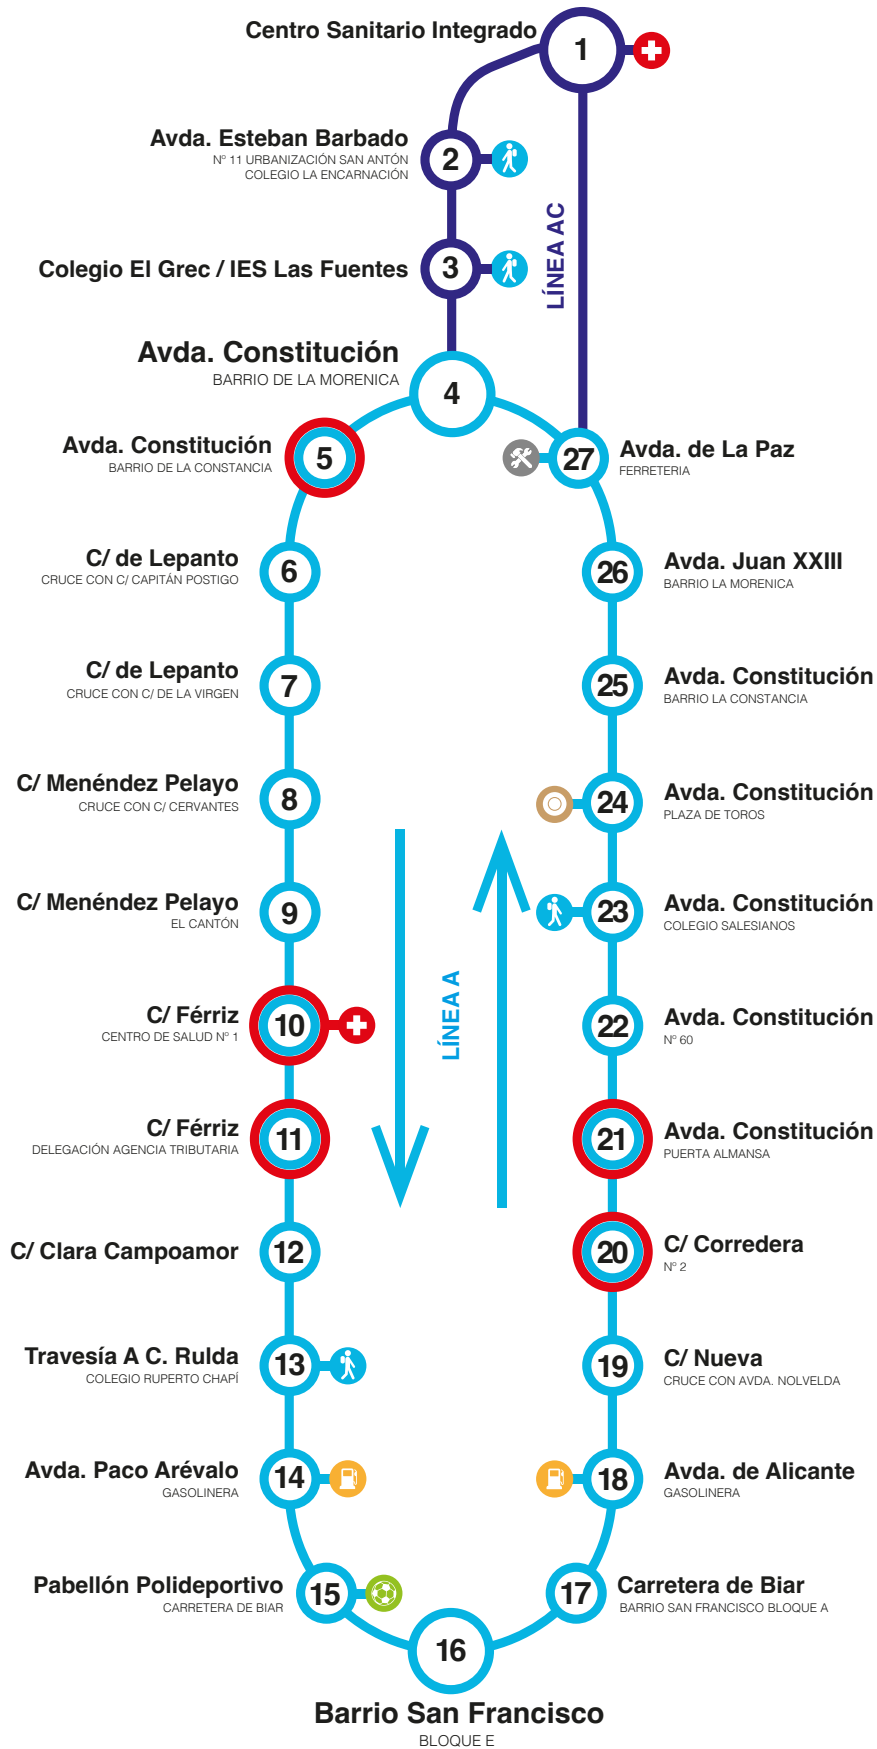 Centro Sanitario Integrado
1
Avda. Esteban Barbado
Nº 11 URBANIZACIÓN SAN ANTÓN
COLEGIO LA ENCARNACIÓN
2
Colegio El Grec / IES Las Fuentes
3
LÍNEA AC
Avda. Constitución
BARRIO DE LA MORENICA
4
Avda. Constitución
BARRIO DE LA CONSTANCIA
5
C/ de Lepanto
CRUCE CON C/ CAPITÁN POSTIGO
6
C/ de Lepanto
CRUCE CON C/ DE LA VIRGEN
7
C/ Menéndez Pelayo
CRUCE CON C/ CERVANTES
8
C/ Menéndez Pelayo
EL CANTÓN
9
C/ Férriz
CENTRO DE SALUD Nº 1
10
C/ Férriz
DELEGACIÓN AGENCIA TRIBUTARIA
11
C/ Clara Campoamor
12
Travesía A C. Rulda
COLEGIO RUPERTO CHAPÍ
13
Avda. Paco Arévalo
GASOLINERA
14
Pabellón Polideportivo
CARRETERA DE BIAR
15
LÍNEA A
16
Barrio San Francisco
BLOQUE E
17
Carretera de Biar
BARRIO SAN FRANCISCO BLOQUE A
18
Avda. de Alicante
GASOLINERA
19
C/ Nueva
CRUCE CON AVDA. NOLVELDA
20
C/ Corredera
Nº 2
21
Avda. Constitución
PUERTA ALMANSA
22
Avda. Constitución
Nº 60
23
Avda. Constitución
COLEGIO SALESIANOS
24
Avda. Constitución
PLAZA DE TOROS
25
Avda. Constitución
BARRIO LA CONSTANCIA
26
Avda. Juan XXIII
BARRIO LA MORENICA
27
Avda. de La Paz
FERRETERIA